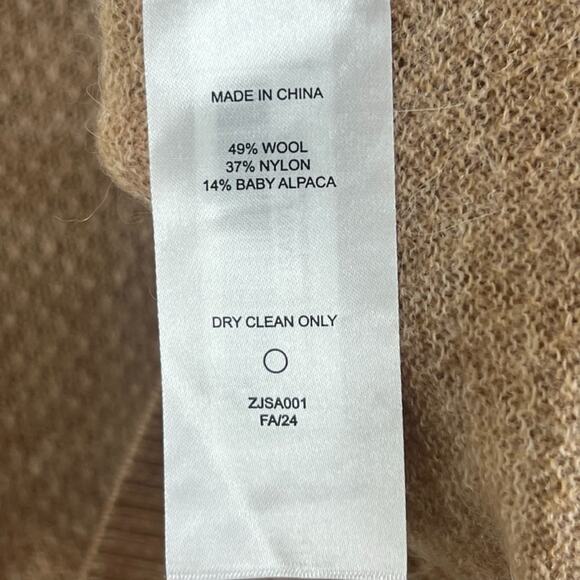 MADE IN CHINA
49% WOOL
37% NYLON
14% BABY ALPACA
DRY CLEAN ONLY
ZJSA001
FA/24